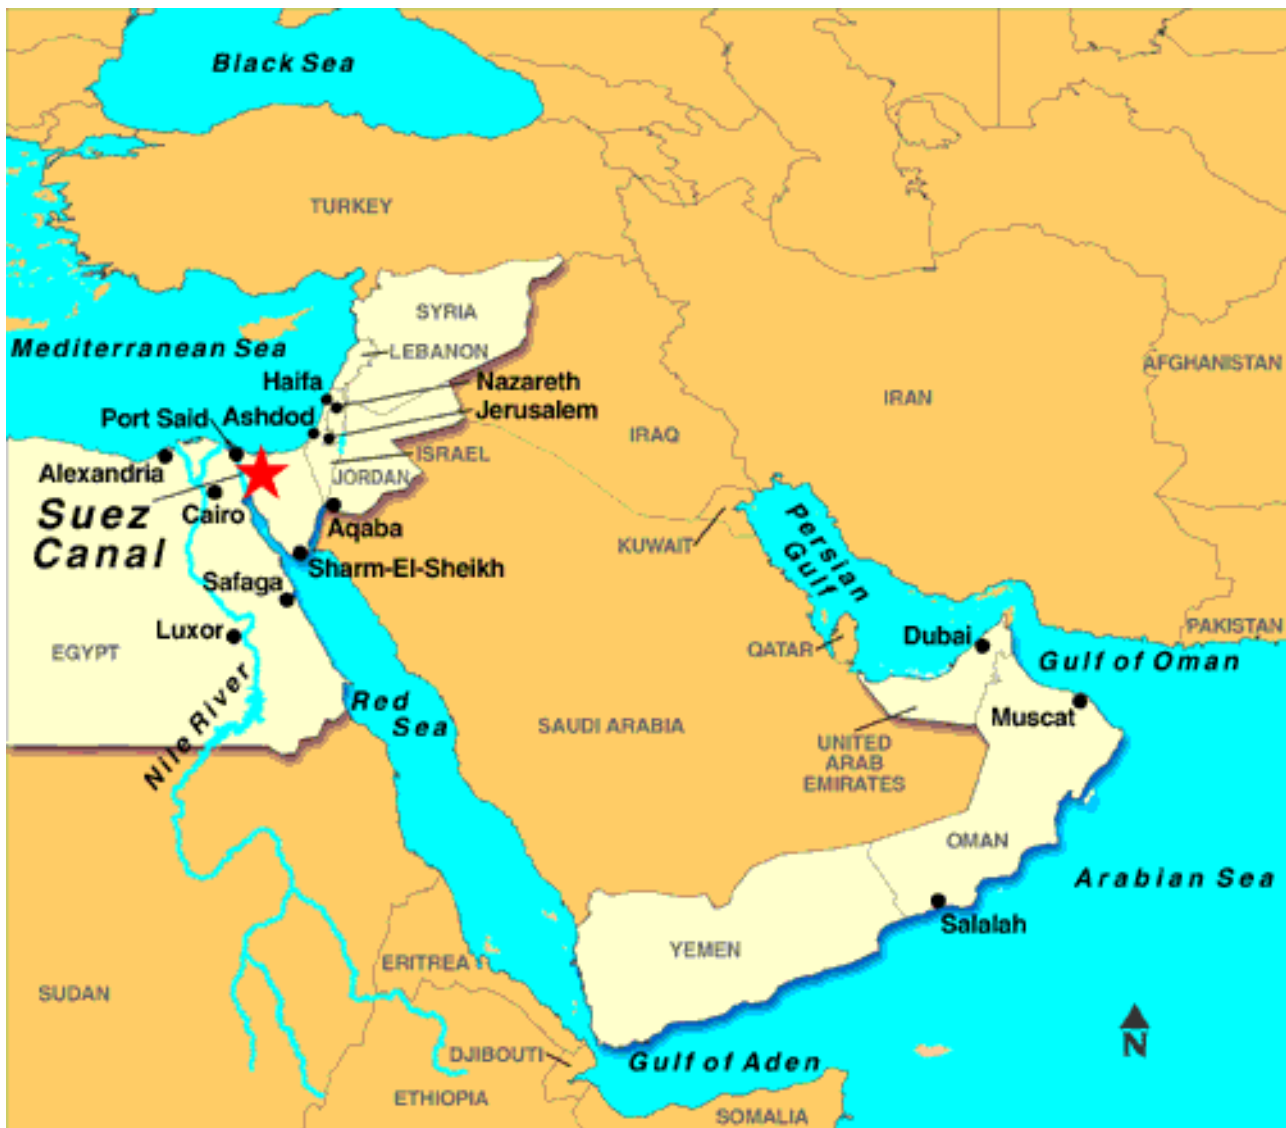 Black Sea
TURKEY
SYRIA
Mediterranean Sea
LEBANON
AFGHANISTAN
Haifa
Nazareth
IRAN
Port Said
Ashdod
Jerusalem
IRAQ
Alexandria
ISRAEL
JORDAN
Suez
Canal
Cairo
Aqaba
Persian
Gulf
KUWAIT
Sharm-El-Sheikh
Safaga
Luxor
EGYPT
QATAR
Dubai
PAKISTAN
Gulf of Oman
Nile River
Red
Sea
SAUDI ARABIA
Muscat
UNITED
ARAB
EMIRATES
OMAN
Arabian Sea
Salalah
YEMEN
ERITREA
SUDAN
N
DJIBOUTI
Gulf of Aden
ETHIOPIA
SOMALIA